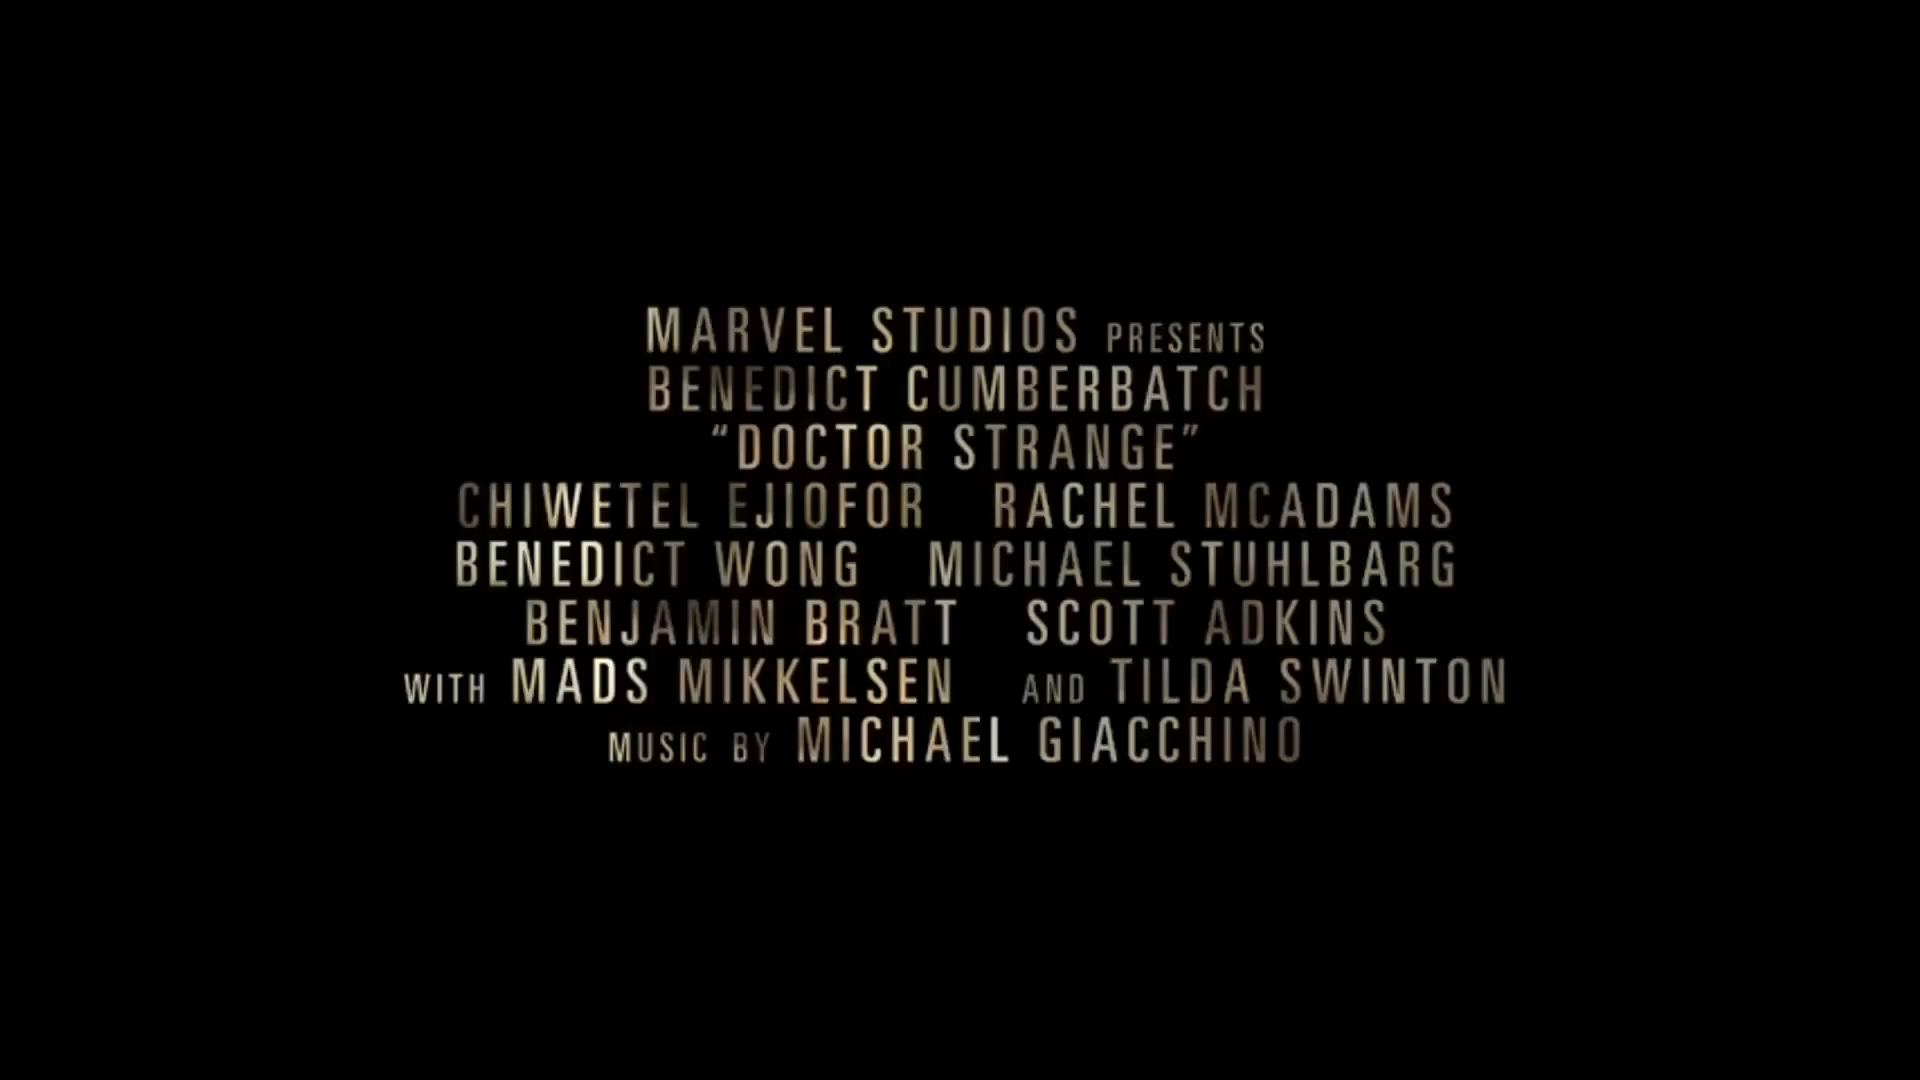 MARVEL STUDIOS PRESENTS
BENEDICT CUMBERBATCH
“DOCTOR STRANGE”
CHIWETEL EJIOFOR RACHEL MCADAMS
BENEDICT WONG MICHAEL STUHLBARG
BENJAMIN BRATT SCOTT ADKINS
WITH MADS MIKKELSEN AND TILDA SWINTON
MUSIC BY MICHAEL GIACCHINO